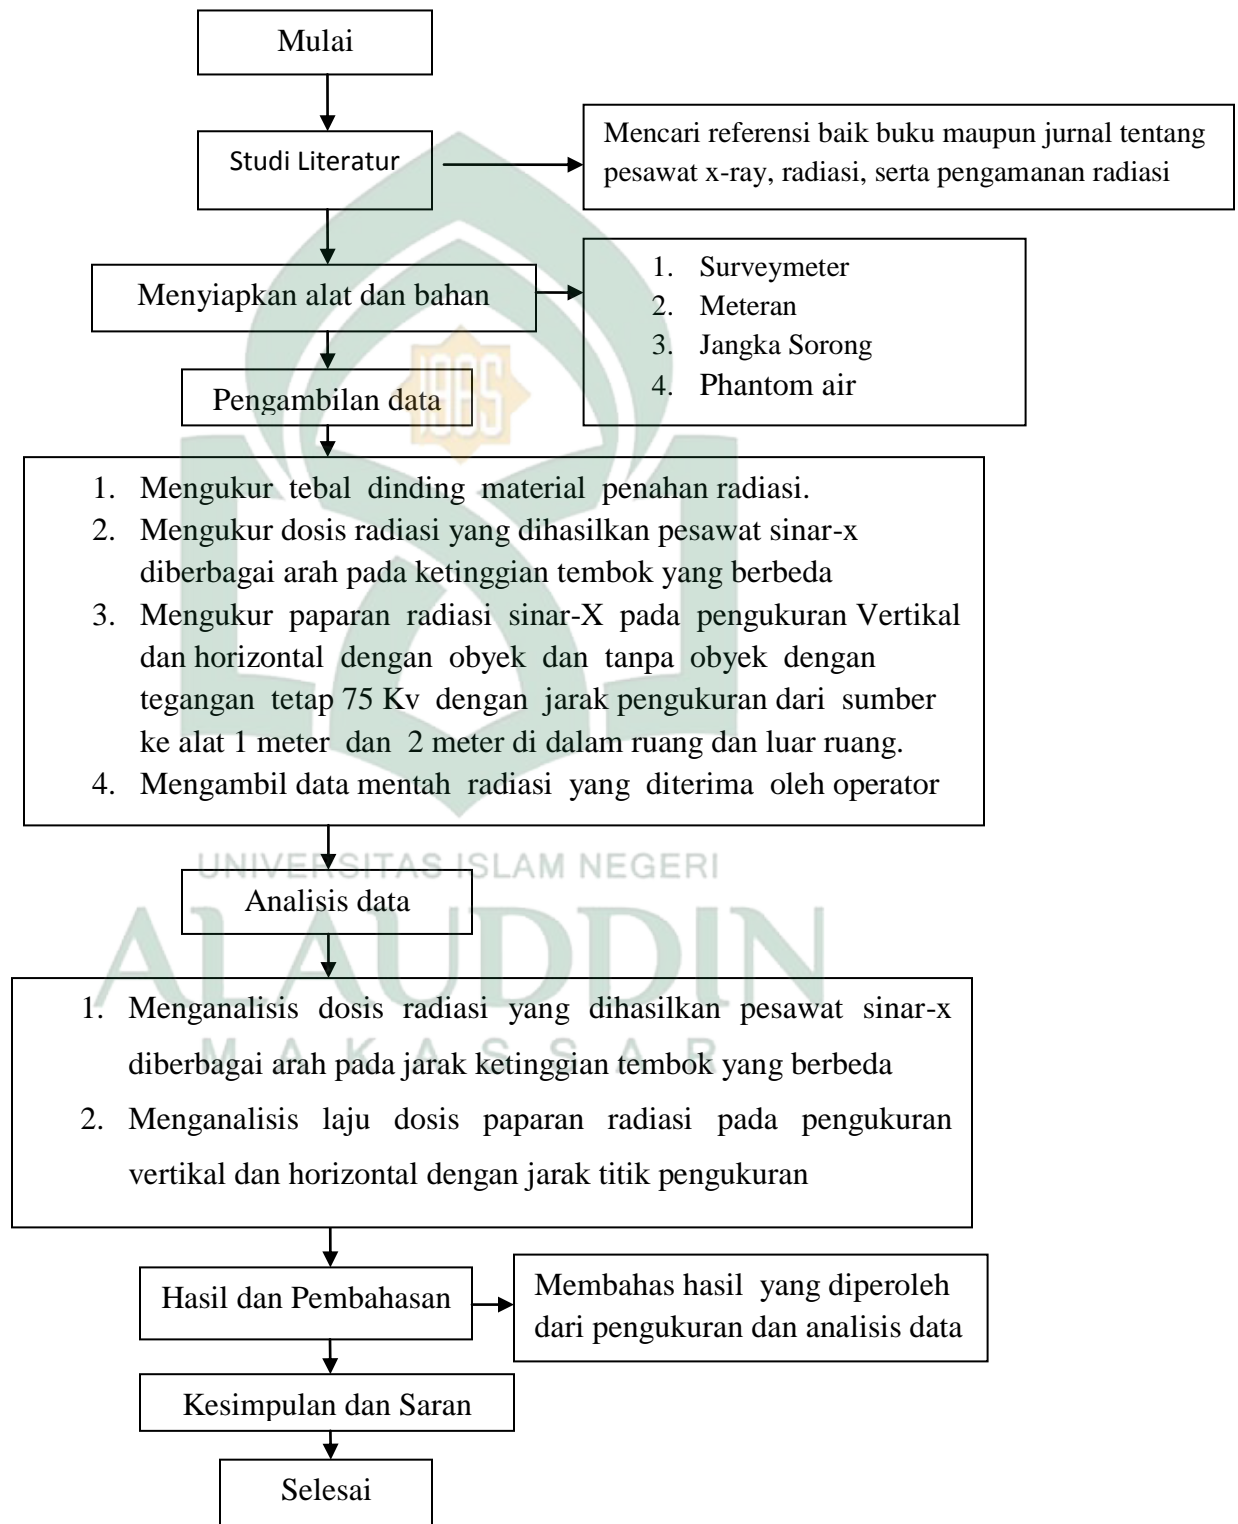 Mulai
Studi Literatur
Mencari referensi baik buku maupun jurnal tentang
pesawat x-ray, radiasi, serta pengamanan radiasi
Menyiapkan alat dan bahan
1. Surveymeter
2. Meteran
3. Jangka Sorong
4. Phantom air
1985
Pengambilan data
1. Mengukur tebal dinding material penahan radiasi.
2. Mengukur dosis radiasi yang dihasilkan pesawat sinar-x
diberbagai arah pada ketinggian tembok yang berbeda
3. Mengukur paparan radiasi sinar-X pada pengukuran Vertikal
dan horizontal dengan obyek dan tanpa obyek dengan
tegangan tetap 75 Kv dengan jarak pengukuran dari sumber
ke alat 1 meter dan 2 meter di dalam ruang dan luar ruang.
4. Mengambil data mentah radiasi yang diterima oleh operator
UNIVERSITAS ISLAM NEGERI
Analisis data
ALAUDDIN
1. Menganalisis dosis radiasi yang dihasilkan pesawat sinar-x
diberbagai arah pada jarak ketinggian tembok yang berbeda
MAKASSAR
2. Menganalisis laju dosis paparan radiasi pada pengukuran
vertikal dan horizontal dengan jarak titik pengukuran
Hasil dan Pembahasan
Membahas hasil yang diperoleh
dari pengukuran dan analisis data
Kesimpulan dan Saran
Selesai